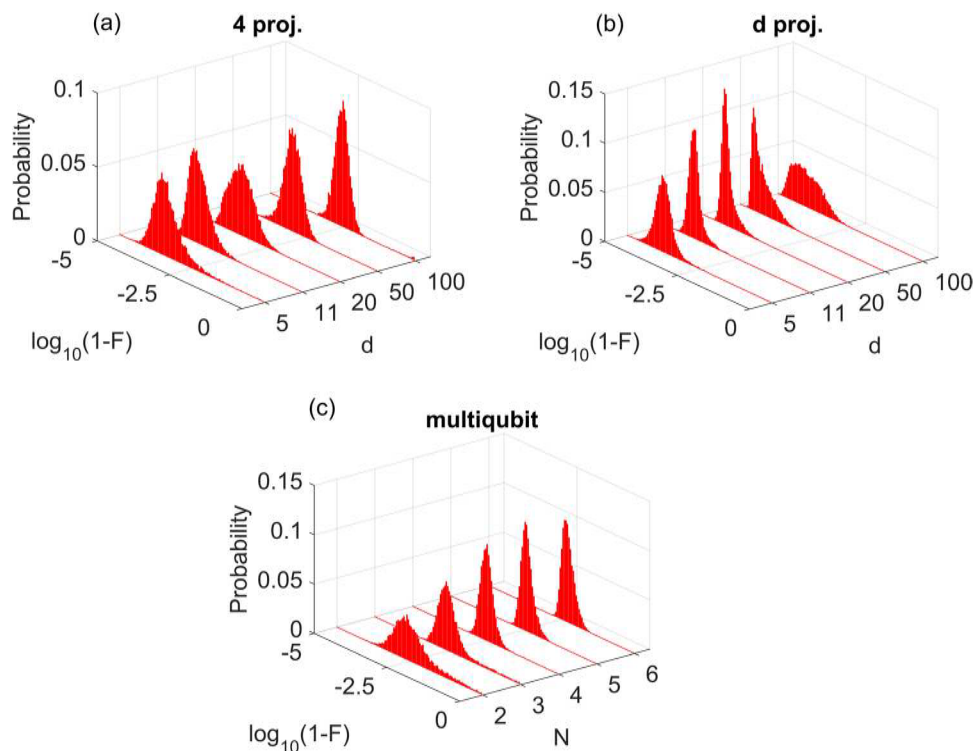 (a)
4 proj.
0.1
0.05
0
Probability
-5
-2.5
0
log10(1-F)
5
11
20
50
100
d
(b)
d proj.
0.15
0.1
0.05
0
Probability
-5
-2.5
0
log10(1-F)
5
11
20
50
100
d
(c)
multiqubit
0.15
0.1
0.05
0
Probability
-5
-2.5
0
log10(1-F)
2
3
4
5
6
N